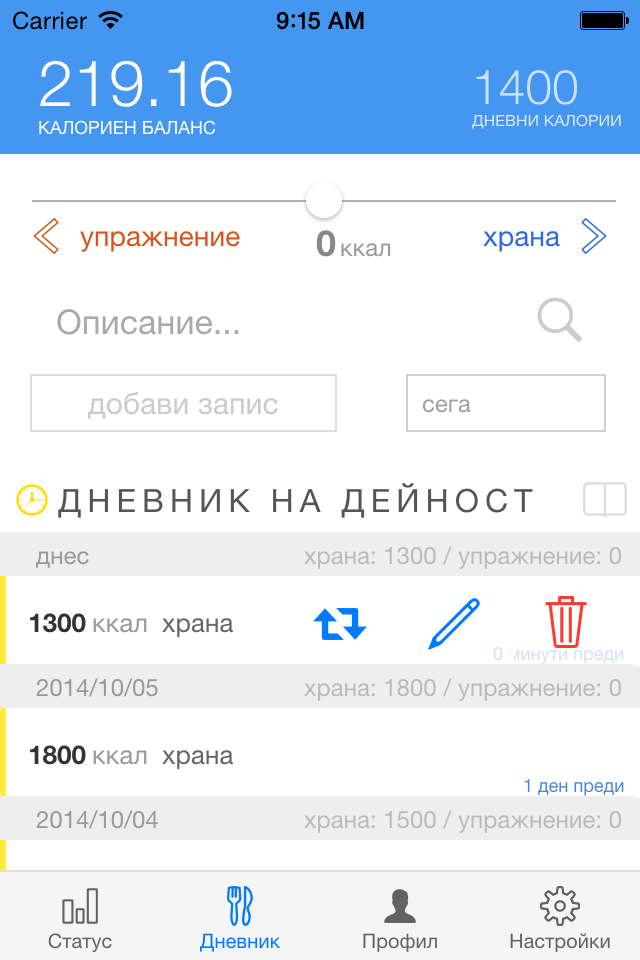 Carrier 9:15 AM
219.16 1400
КАЛОРИЕН БАЛАНС ДНЕВНИ КАЛОРИИ
упражнение 0 ккал храна
Описание...
добави запис сега
ДНЕВНИК НА ДЕЙНОСТ
днес храна: 1300 / упражнение: 0
1300 ккал храна
0 минути преди
2014/10/05 храна: 1800 / упражнение: 0
1800 ккал храна
1 ден преди
2014/10/04 храна: 1500 / упражнение: 0
Статус Дневник Профил Настройки